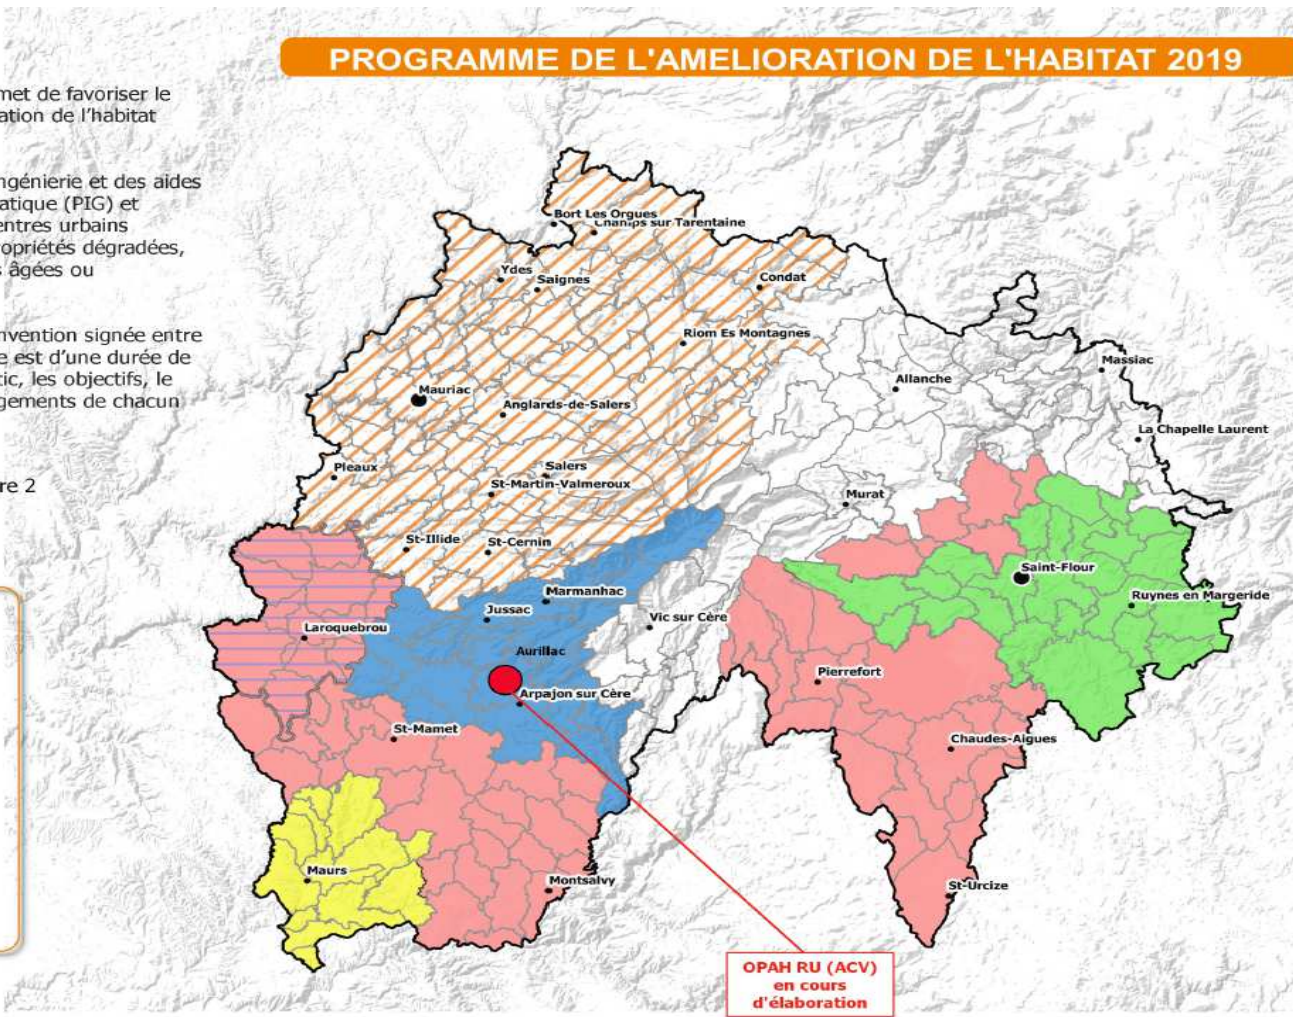 PROGRAMME DE L'AMELIORATION DE L'HABITAT 2019
met de favoriser le
ation de l'habitat
ngénierie et des aides
atique (PIG) et
entres urbains
opriétés dégradées,
s âgées ou
nvention signée entre
e est d'une durée de
tic, les objectifs, le
gements de chacun
re 2
Bort Les Orgues
Champs sur Tarentaine
Ydes
Saignes
Condat
Riom Es Montagnes
Massiac
Allanche
Mauriac
Anglards-de-Salers
La Chapelle Laurent
Pleaux
Salers
St-Martin-Valmeroux
Murat
St-Illide
St-Cernin
Saint-Flour
Marmanhac
Ruynes en Margeride
Jussac
Vic sur Cère
Laroquebrou
Aurillac
Pierrefort
Arpajon sur Cère
St-Mamet
Chaudes-Aigues
Maurs
Montsalvy
St-Urcize
OPAH RU (ACV)
en cours
d'élaboration